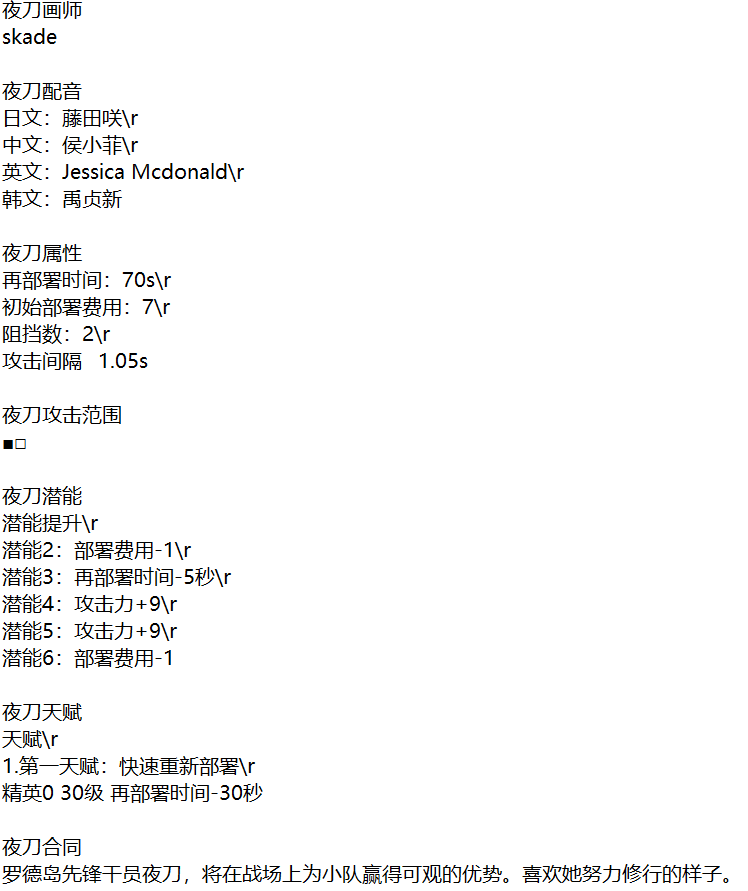 夜刀画师
skade
夜刀配音
日文：藤田咲\r
中文：侯小菲\r
英文：Jessica Mcdonald\r
韩文：禹贞新
夜刀属性
再部署时间：70s\r
初始部署费用：7\r
阻挡数：2\r
攻击间隔   1.05s
夜刀攻击范围
■□
夜刀潜能
潜能提升\r
潜能2：部署费用-1\r
潜能3：再部署时间-5秒\r
潜能4：攻击力+9\r
潜能5：攻击力+9\r
潜能6：部署费用-1
夜刀天赋
天赋\r
1.第一天赋：快速重新部署\r
精英0 30级 再部署时间-30秒
夜刀合同
罗德岛先锋干员夜刀，将在战场上为小队赢得可观的优势。喜欢她努力修行的样子。